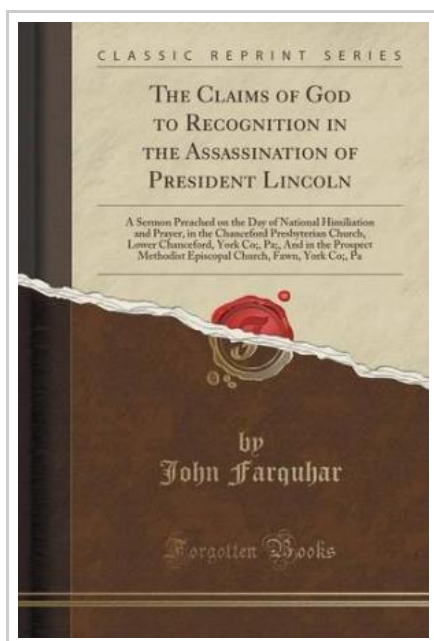 CLASSIC REPRINT SERIES
THE CLAIMS OF GOD
TO RECOGNITION IN
THE ASSASSINATION OF
PRESIDENT LINCOLN
A Sermon Preached on the Day of National Himiliation
and Prayer, in the Chanceford Presbyterian Church,
Lower Chanceford, York Co;, Pa;, And in the Prospect
Methodist Episcopal Church, Fawn, York Co;, Pa
by
John Farquhar
Forgotten Books